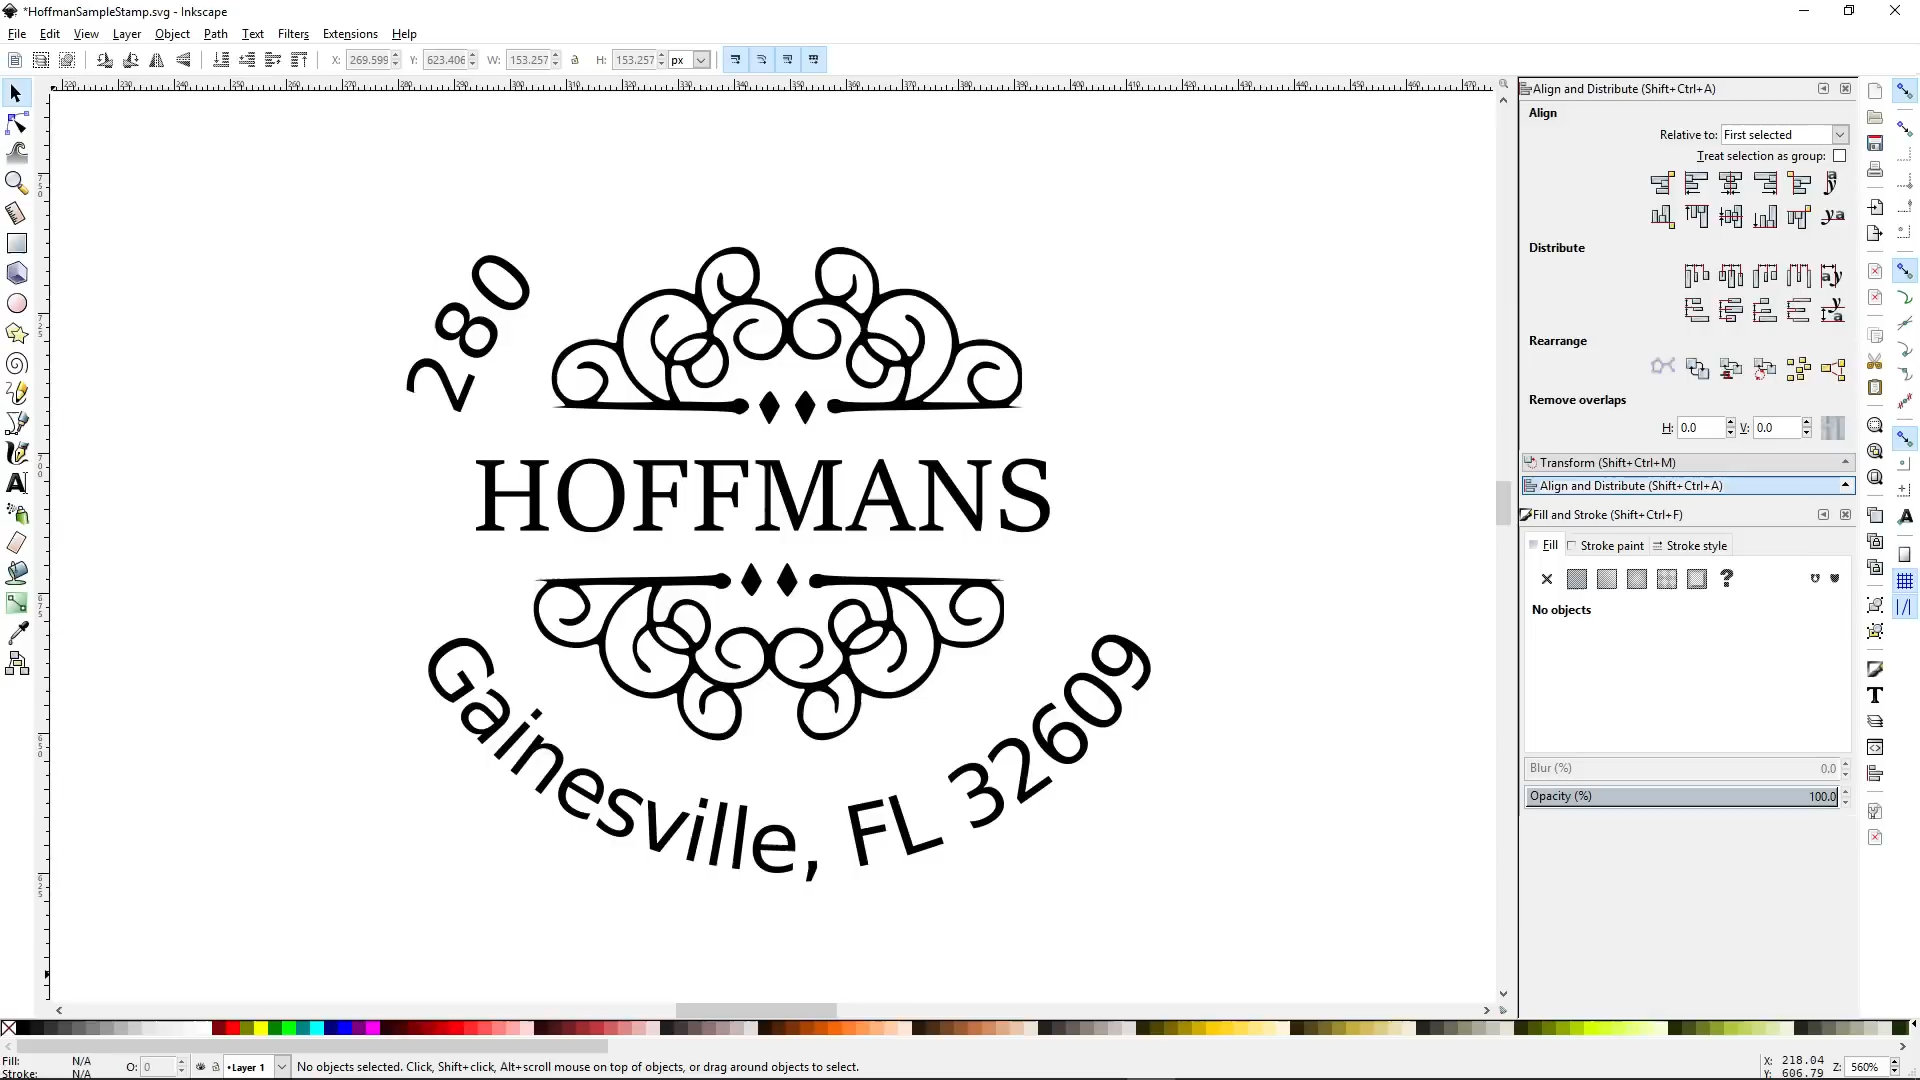 *HoffmanSampleStamp.svg - Inkscape
File Edit View Layer Object Path Text Filters Extensions Help
X: 269.599 Y: 623.406 W: 153.257 H: 153.257 px
Align and Distribute (Shift+Ctrl+A)
Align
Relative to: First selected
Treat selection as group:
Distribute
Rearrange
Remove overlaps
H: 0.0 V: 0.0
Transform (Shift+Ctrl+M)
Align and Distribute (Shift+Ctrl+A)
Fill and Stroke (Shift+Ctrl+F)
Fill Stroke paint Stroke style
No objects
Blur (%) 0.0
Opacity (%) 100.0
280
HOFFMANS
Gainesville, FL 32609
Fill: N/A
Stroke: N/A
O: 0
•Layer 1
No objects selected. Click, Shift+click, Alt+scroll mouse on top of objects, or drag around objects to select.
X: 218.04
Y: 606.79
Z: 560%